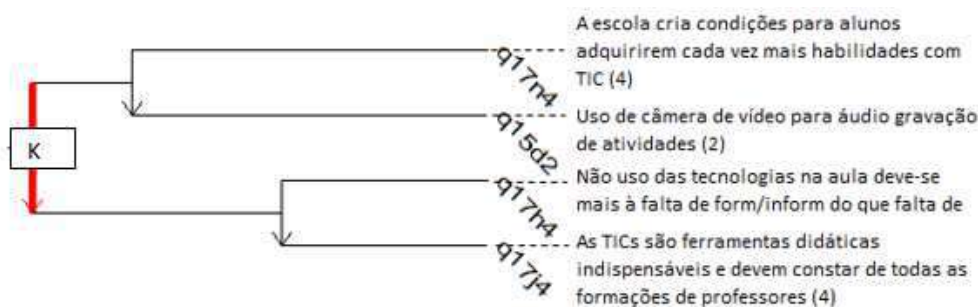 A escola cria condições para alunos
adquirirem cada vez mais habilidades com
TIC (4)
q17n4
Uso de câmera de vídeo para áudio gravação
de atividades (2)
q15d2
K
Não uso das tecnologias na aula deve-se
mais à falta de form/inform do que falta de
q17h4
As TICs são ferramentas didáticas
indispensáveis e devem constar de todas as
formações de professores (4)
q17j4